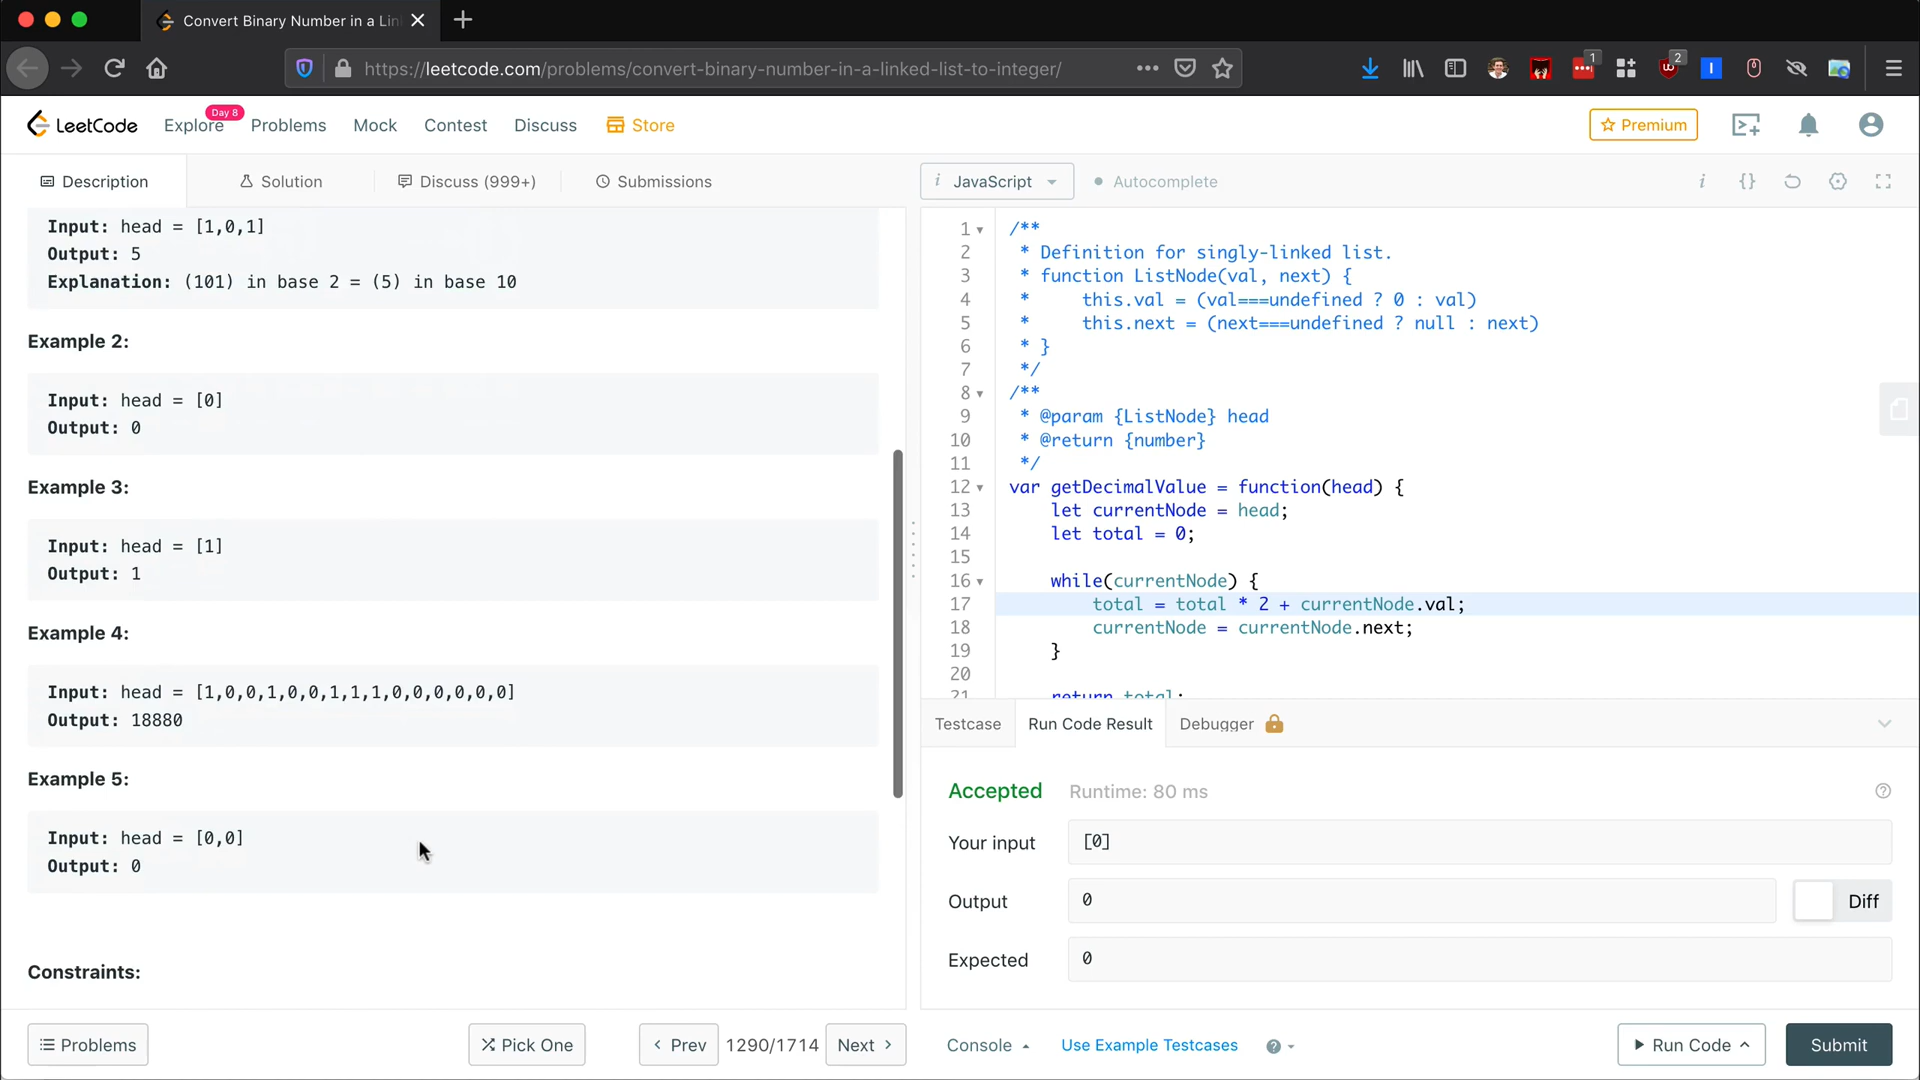 Convert Binary Number in a Lin
https://leetcode.com/problems/convert-binary-number-in-a-linked-list-to-integer/
1
2
LeetCode
Explore
Day 8
Problems
Mock
Contest
Discuss
Store
Premium
Description
Solution
Discuss (999+)
Submissions
Input: head = [1,0,1]
Output: 5
Explanation: (101) in base 2 = (5) in base 10
Example 2:
Input: head = [0]
Output: 0
Example 3:
Input: head = [1]
Output: 1
Example 4:
Input: head = [1,0,0,1,0,0,1,1,1,0,0,0,0,0,0]
Output: 18880
Example 5:
Input: head = [0,0]
Output: 0
Constraints:
Problems
Pick One
Prev
1290/1714
Next
i JavaScript
Autocomplete
i {}
1 /**
2 * Definition for singly-linked list.
3 * function ListNode(val, next) {
4 *     this.val = (val===undefined ? 0 : val)
5 *     this.next = (next===undefined ? null : next)
6 * }
7 */
8 /**
9 * @param {ListNode} head
10 * @return {number}
11 */
12 var getDecimalValue = function(head) {
13     let currentNode = head;
14     let total = 0;
15
16     while(currentNode) {
17         total = total * 2 + currentNode.val;
18         currentNode = currentNode.next;
19     }
20
21     return total;
Testcase
Run Code Result
Debugger
Accepted
Runtime: 80 ms
Your input
[0]
Output
0
Diff
Expected
0
Console
Use Example Testcases
Run Code
Submit